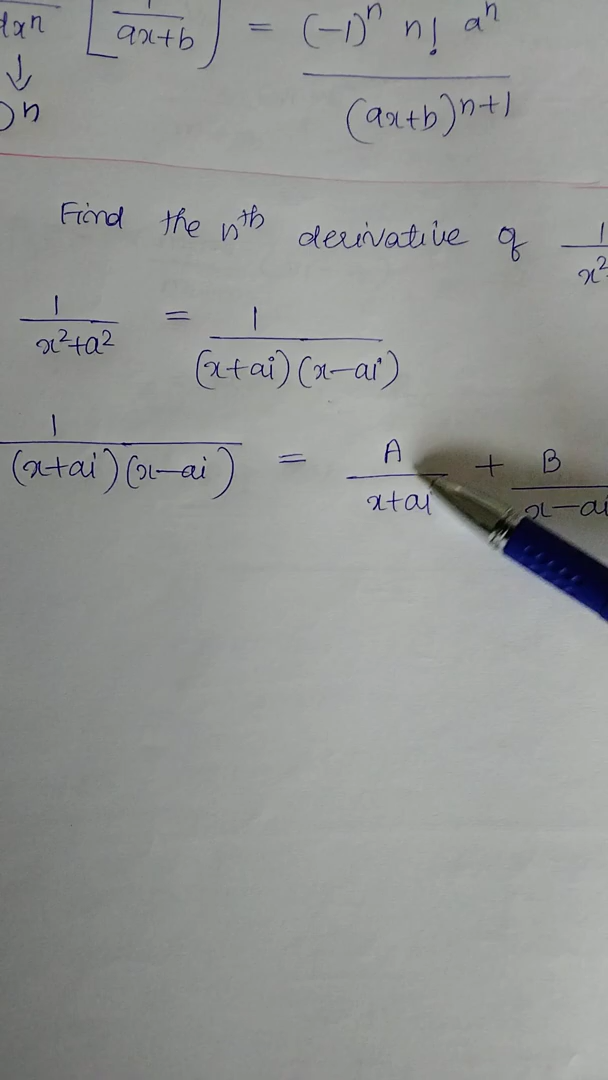 dxⁿ [1/(ax+b)] = (-1)ⁿ n! aⁿ / (ax+b)ⁿ⁺¹
↓
Dⁿ
Find the nth derivative of 1/x²
1/(x²+a²) = 1/((x+ai)(x-ai))
1/((x+ai)(x-ai)) = A/(x+ai) + B/(x-ai